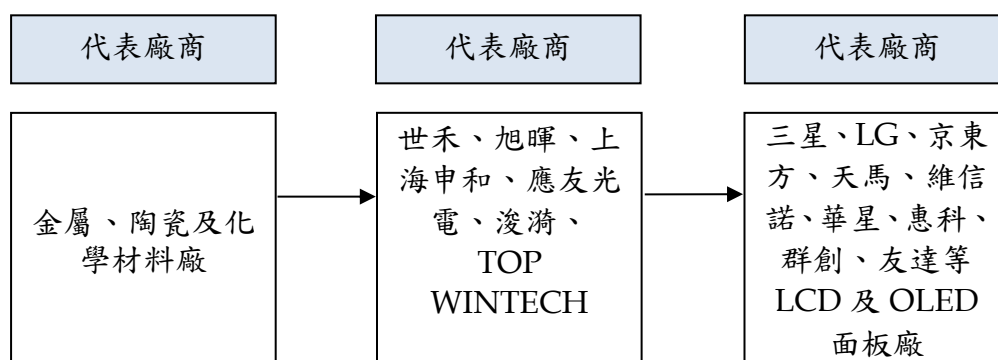 代表廠商
代表廠商
代表廠商
金屬、陶瓷及化
學材料廠
世禾、旭暉、上
海申和、應友光
電、浚漪、
TOP
WINTECH
三星、LG、京東
方、天馬、維信
諾、華星、惠科、
群創、友達等
LCD 及 OLED
面板廠